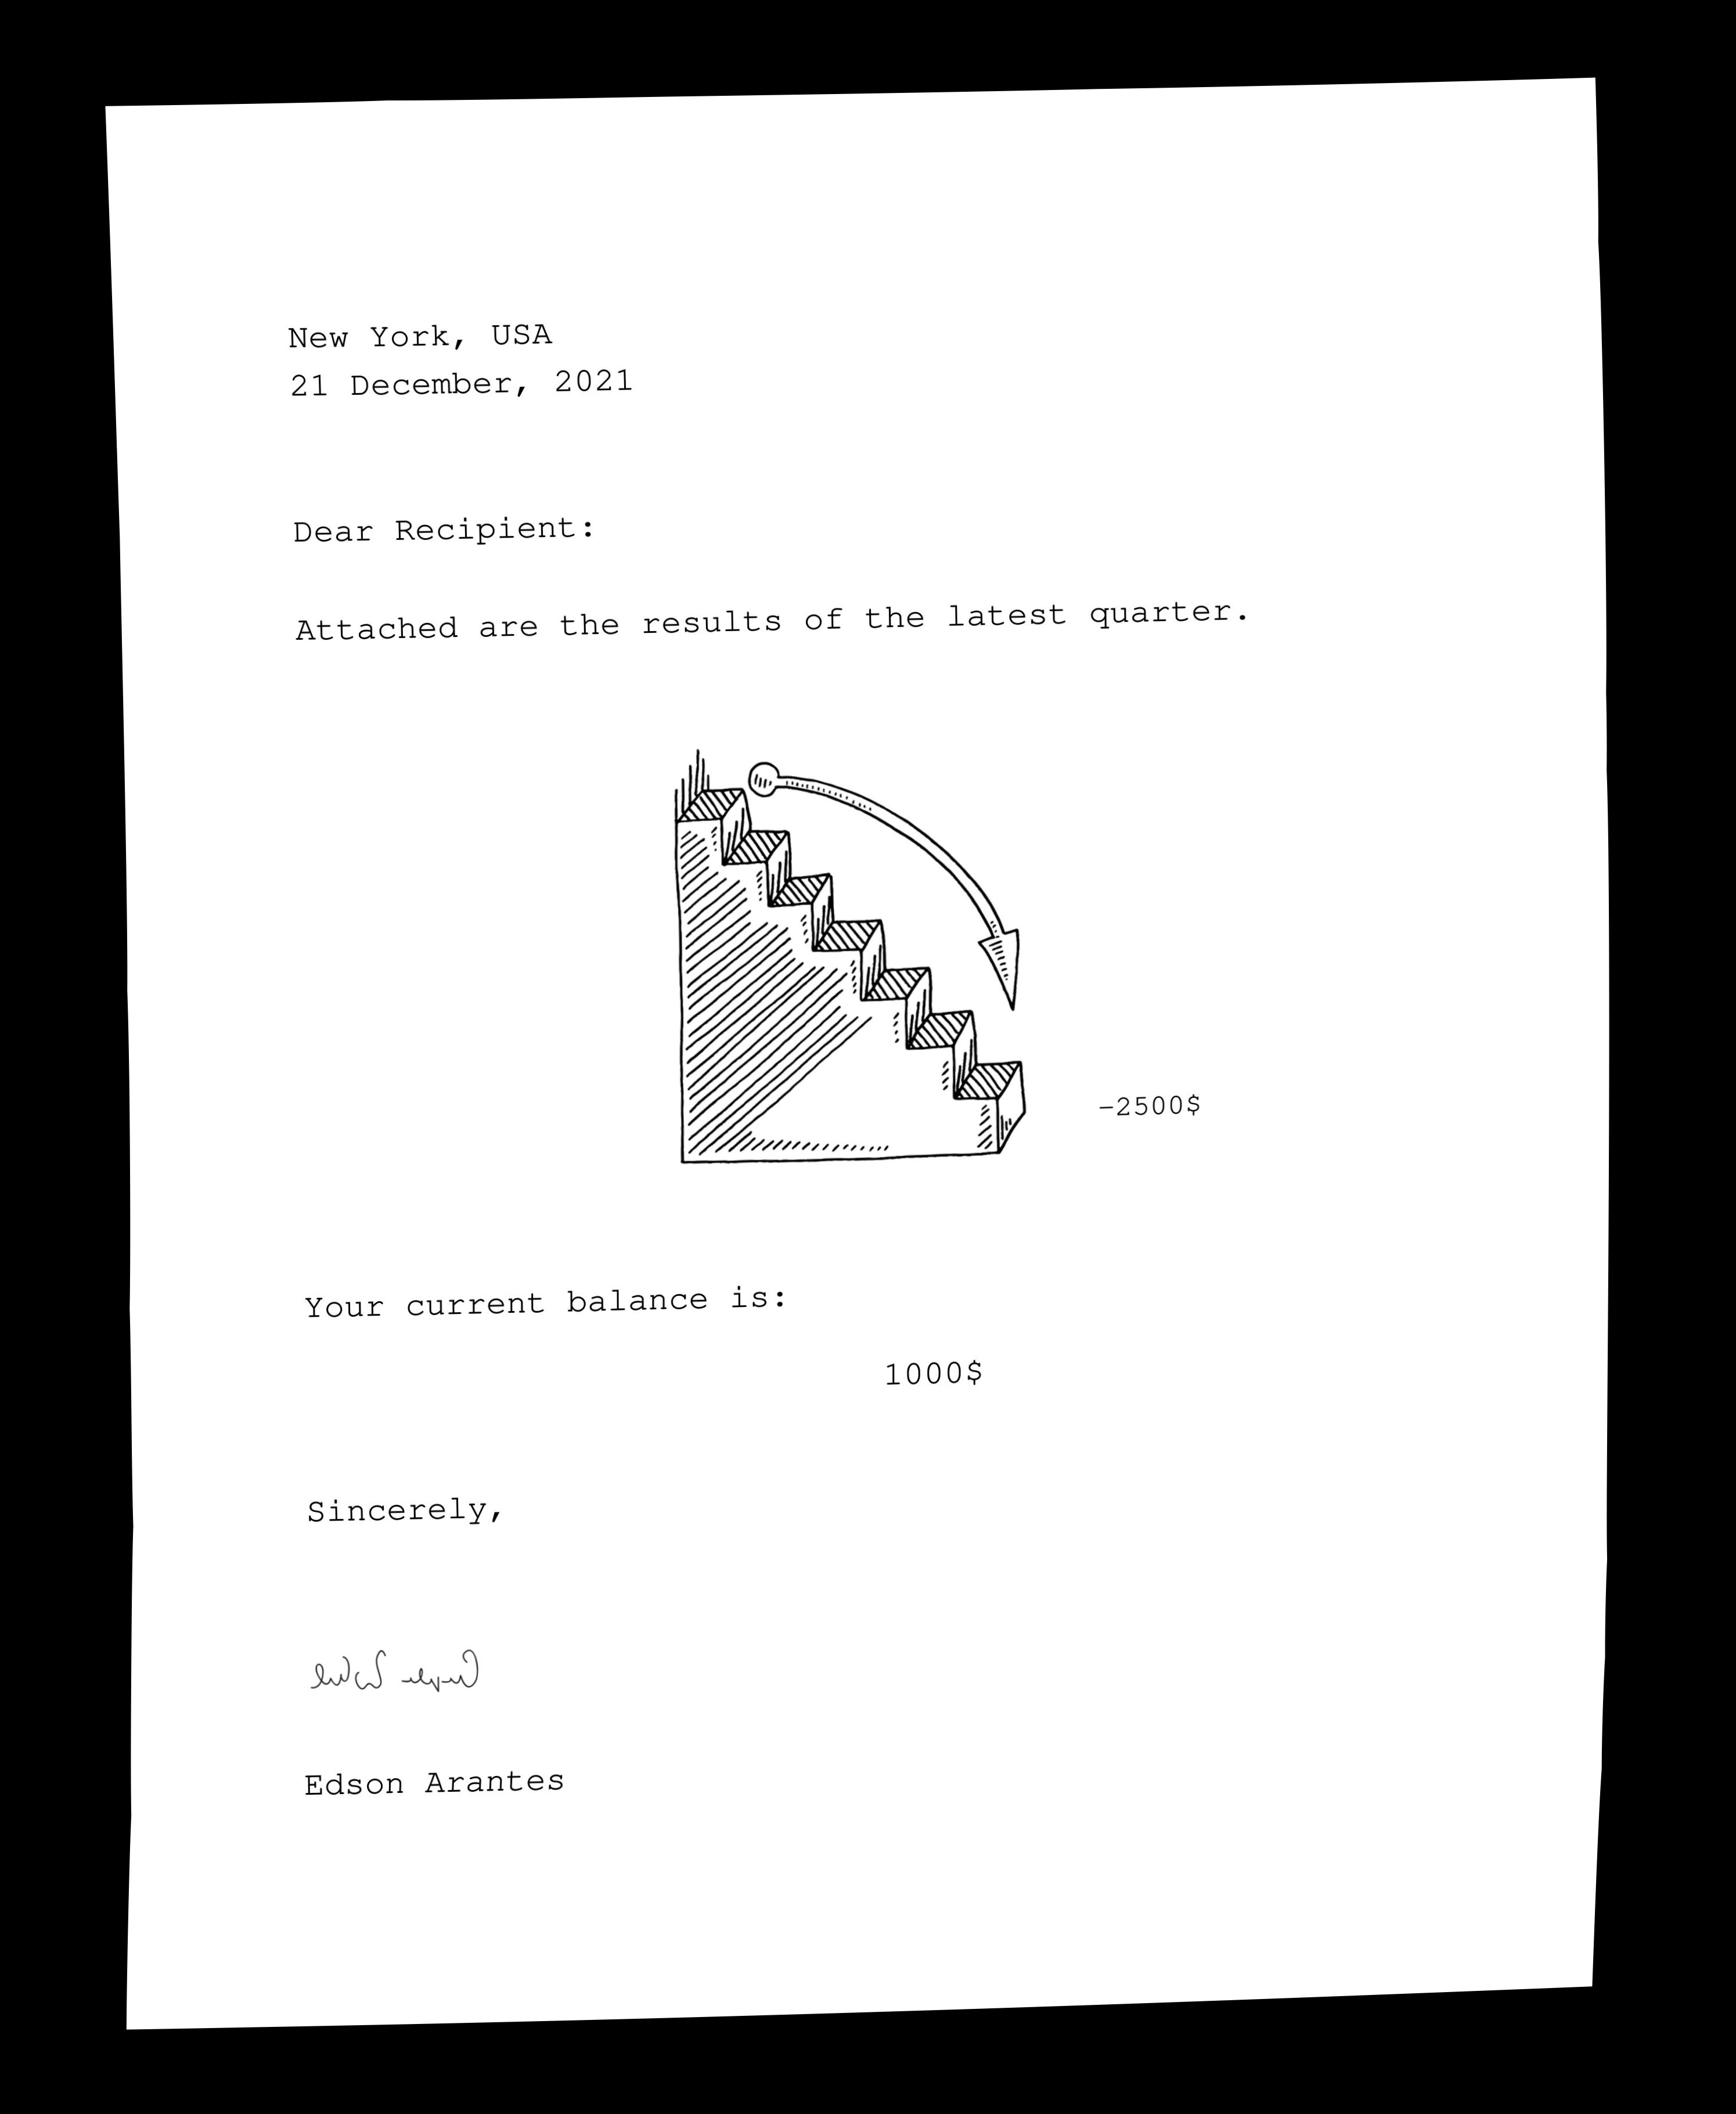 New York, USA
21 December, 2021
Dear Recipient:
Attached are the results of the latest quarter.
−2500$
Your current balance is:
1000$
Sincerely,
Edson Arantes